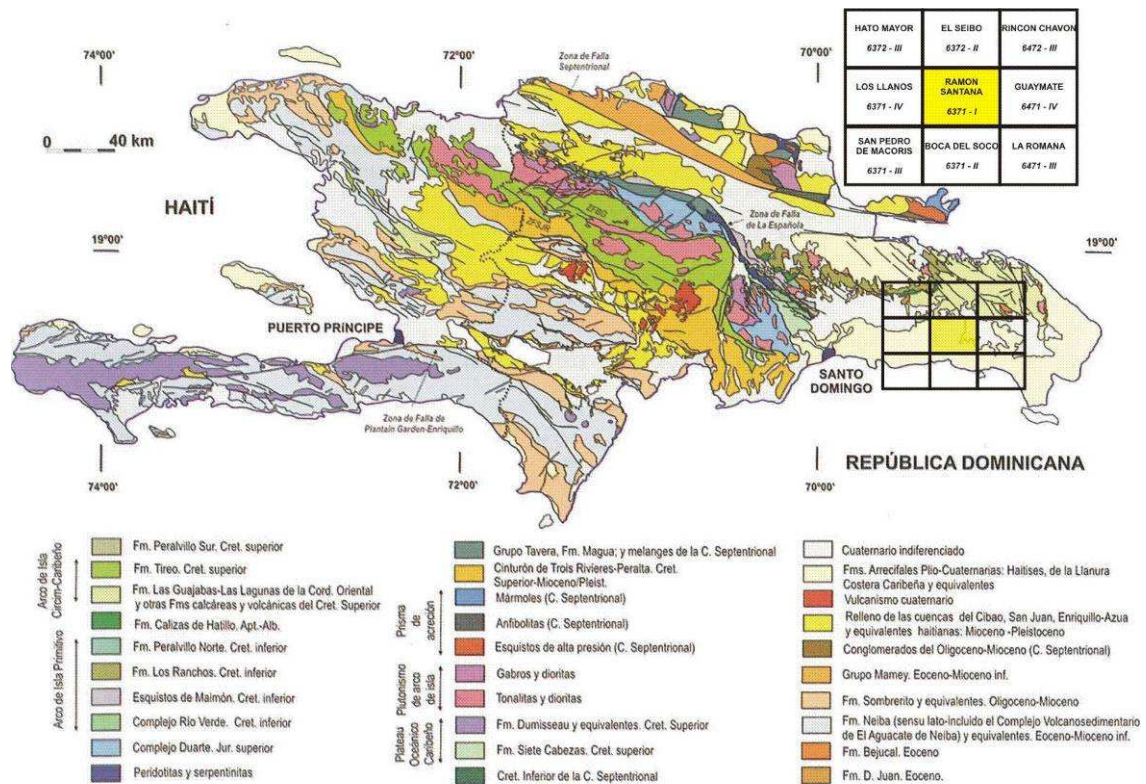 HATO MAYOR
6372 - III
EL SEIBO
6372 - II
RINCON CHAVON
6472 - III
LOS LLANOS
6371 - IV
RAMON
SANTANA
6371 - I
GUAYMATE
6471 - IV
SAN PEDRO
DE MACORIS
6371 - III
BOCA DEL SOCO
6371 - II
LA ROMANA
6471 - III
74°00'
72°00'
70°00'
Zona de Falla
Septentrional
0 40 km
HAITÍ
19°00'
ZFSJR
Zona de Falla
de La Española
19°00'
PUERTO PRíNCIPE
SANTO
DOMINGO
Zona de Falla de
Plantain Garden-Enriquillo
REPÚBLICA DOMINICANA
74°00'
72°00'
70°00'
Arco de Isla
Circim-Caribeño
Fm. Peralvillo Sur. Cret. superior
Fm. Tireo. Cret. superior
Fm. Las Guajabas-Las Lagunas de la Cord. Oriental
y otras Fms calcáreas y volcánicas del Cret. Superior
Fm. Calizas de Hatillo. Apt.-Alb.
Arco de Isla Primitivo
Fm. Peralvillo Norte. Cret. inferior
Fm. Los Ranchos. Cret. inferior
Esquistos de Maimón. Cret. inferior
Complejo Río Verde. Cret. inferior
Complejo Duarte. Jur. superior
Peridotitas y serpentinitas
Grupo Tavera, Fm. Magua; y melanges de la C. Septentrional
Cinturón de Trois Rivieres-Peralta. Cret.
Superior-Mioceno/Pleist.
Prisma
de
acreción
Mármoles (C. Septentrional)
Anfibolitas (C. Septentrional)
Esquistos de alta presión (C. Septentrional)
Plutonismo
de arco
de isla
Gabros y dioritas
Tonalitas y dioritas
Plateau
Oceánico
Caribeño
Fm. Dumisseau y equivalentes. Cret. Superior
Fm. Siete Cabezas. Cret. superior
Cret. Inferior de la C. Septentrional
Cuaternario indiferenciado
Fms. Arrecifales Plio-Cuaternarias: Haitises, de la Llanura
Costera Caribeña y equivalentes
Vulcanismo cuaternario
Relleno de las cuencas del Cibao, San Juan, Enriquillo-Azua
y equivalentes haitianas: Mioceno -Pleistoceno
Conglomerados del Oligoceno-Mioceno (C. Septentrional)
Grupo Mamey. Eoceno-Mioceno inf.
Fm. Sombrerito y equivalentes. Oligoceno-Mioceno
Fm. Neiba (sensu lato-incluido el Complejo Volcanosedimentario
de El Aguacate de Neiba) y equivalentes. Eoceno-Mioceno inf.
Fm. Bejucal. Eoceno
Fm. D. Juan. Eoceno.